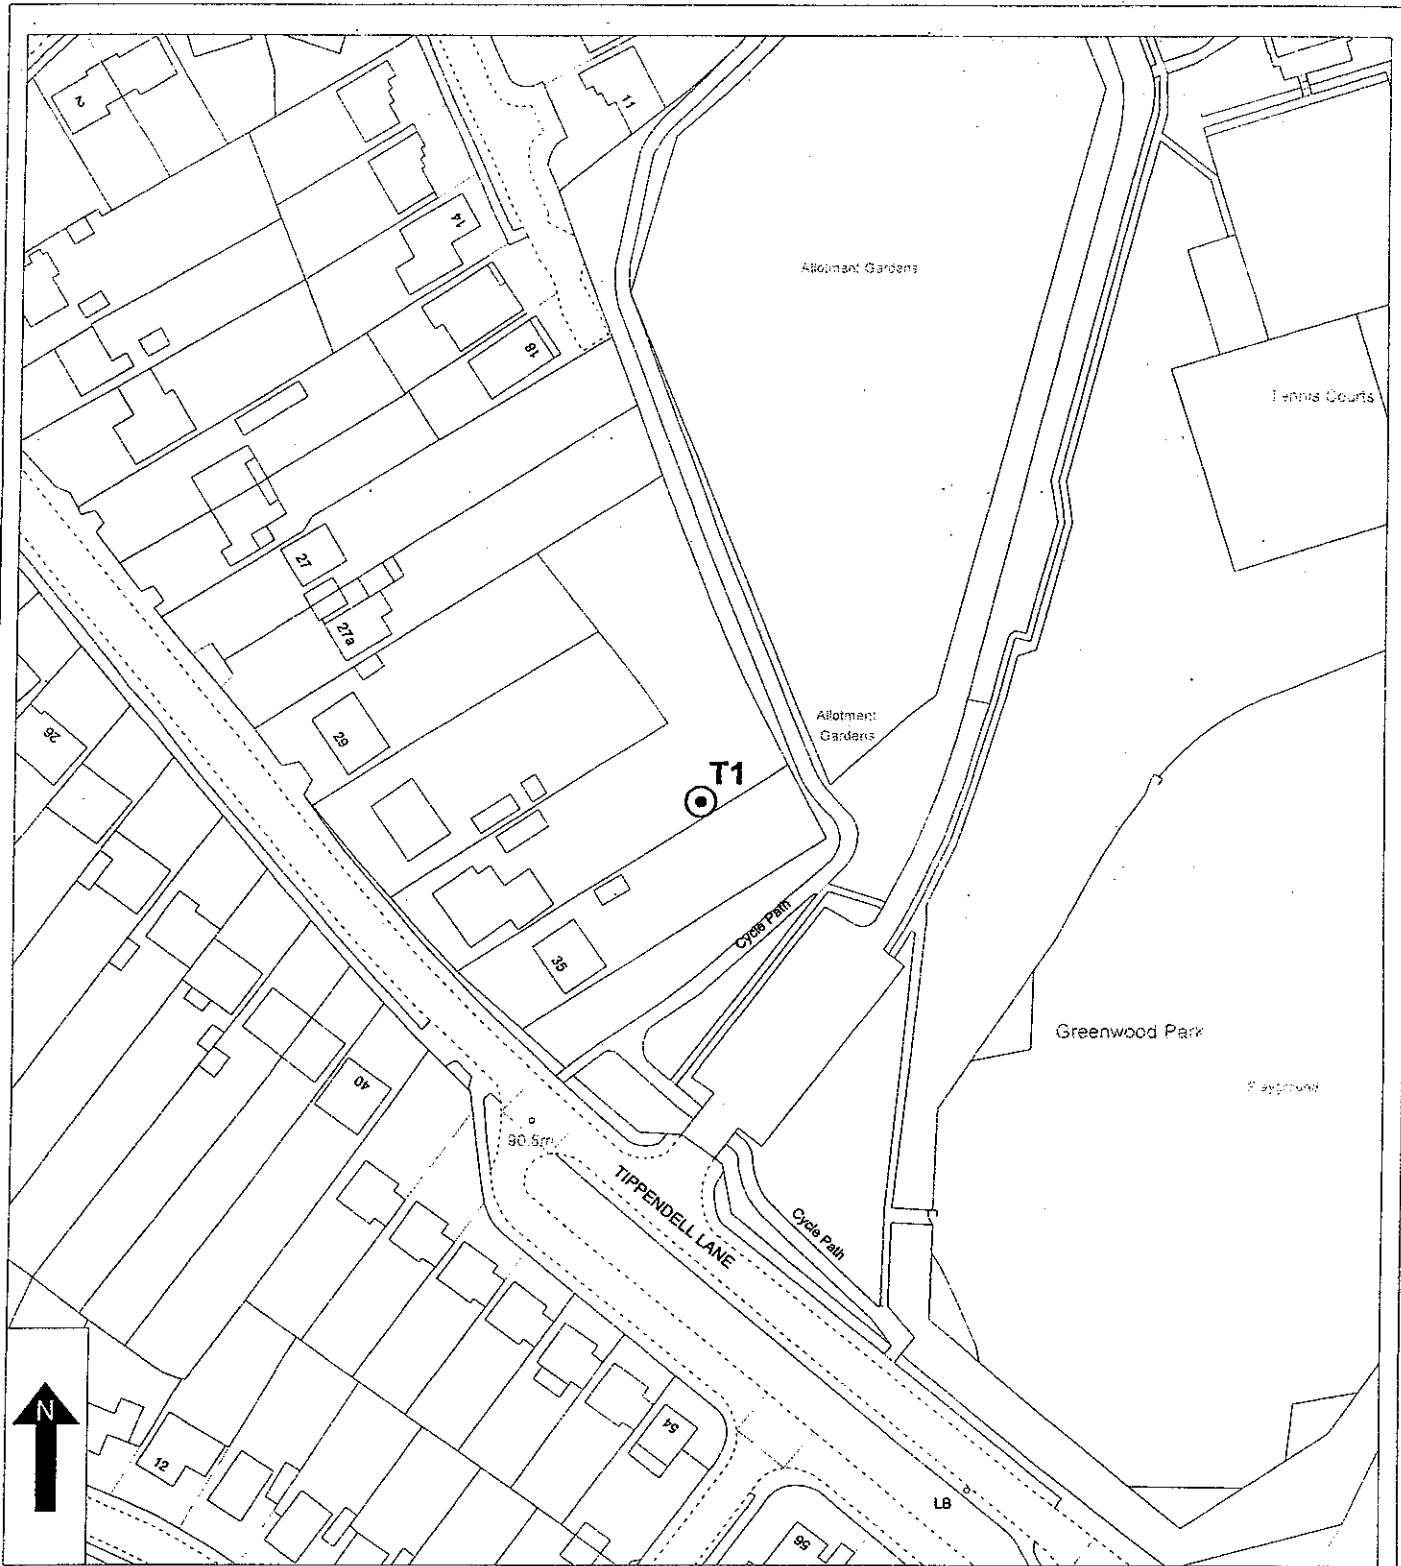 2
11
14
Allotment Gardens
18
Tennis Courts
27
27a
26
29
Allotment
Gardens
T1
Cycle Path
35
Greenwood Park
40
Playground
90.5m
TIPPENDELL LANE
Cycle Path
N
54
12
LB
56